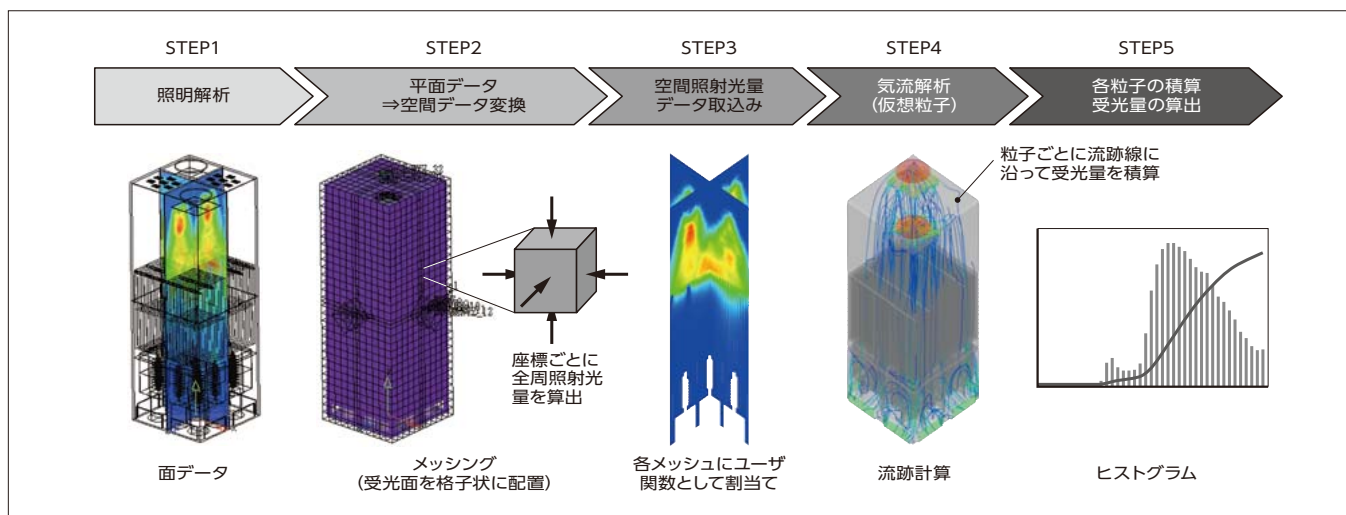 STEP1
STEP2
STEP3
STEP4
STEP5
照明解析
平面データ
⇒空間データ変換
空間照射光量
データ取込み
気流解析
(仮想粒子)
各粒子の積算
受光量の算出
粒子ごとに流跡線に
沿って受光量を積算
座標ごとに
全周照射光
量を算出
面データ
メッシング
(受光面を格子状に配置)
各メッシュにユーザ
関数として割当て
流跡計算
ヒストグラム